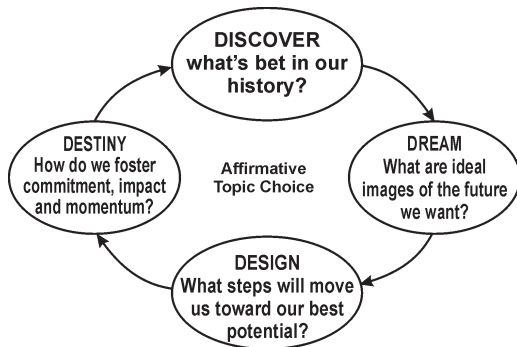 DISCOVER
what's bet in our
history?
DREAM
What are ideal
images of the future
we want?
DESIGN
What steps will move
us toward our best
potential?
DESTINY
How do we foster
commitment, impact
and momentum?
Affirmative
Topic Choice